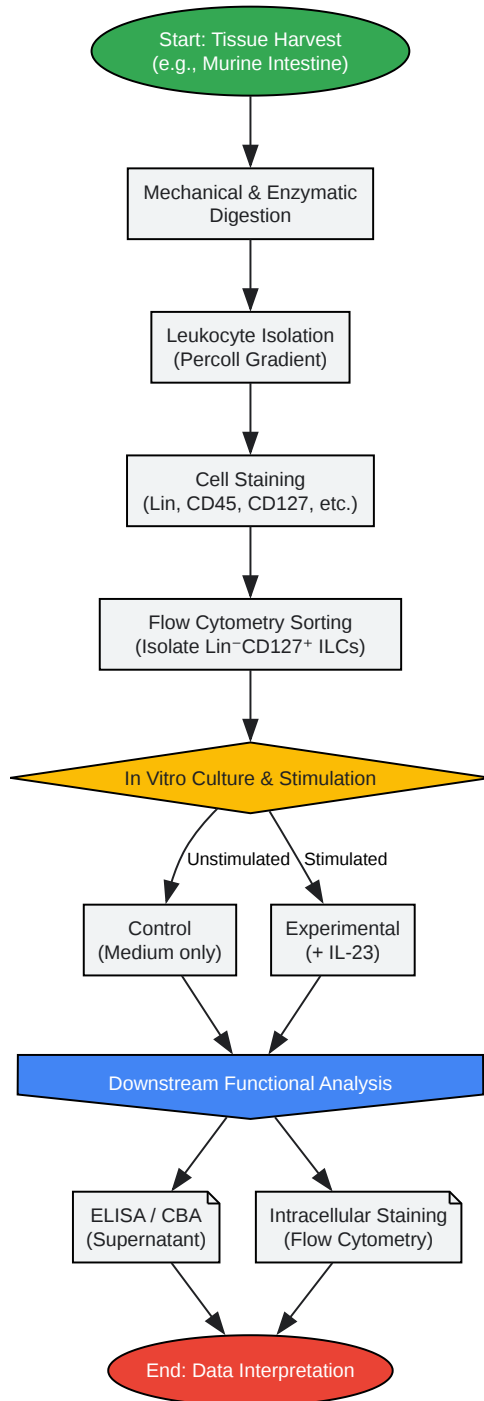 Start: Tissue Harvest
(e.g., Murine Intestine)
Mechanical & Enzymatic
Digestion
Leukocyte Isolation
(Percoll Gradient)
Cell Staining
(Lin, CD45, CD127, etc.)
Flow Cytometry Sorting
(Isolate Lin⁻CD127⁺ ILCs)
In Vitro Culture & Stimulation
Unstimulated
Stimulated
Control
(Medium only)
Experimental
(+ IL-23)
Downstream Functional Analysis
ELISA / CBA
(Supernatant)
Intracellular Staining
(Flow Cytometry)
End: Data Interpretation